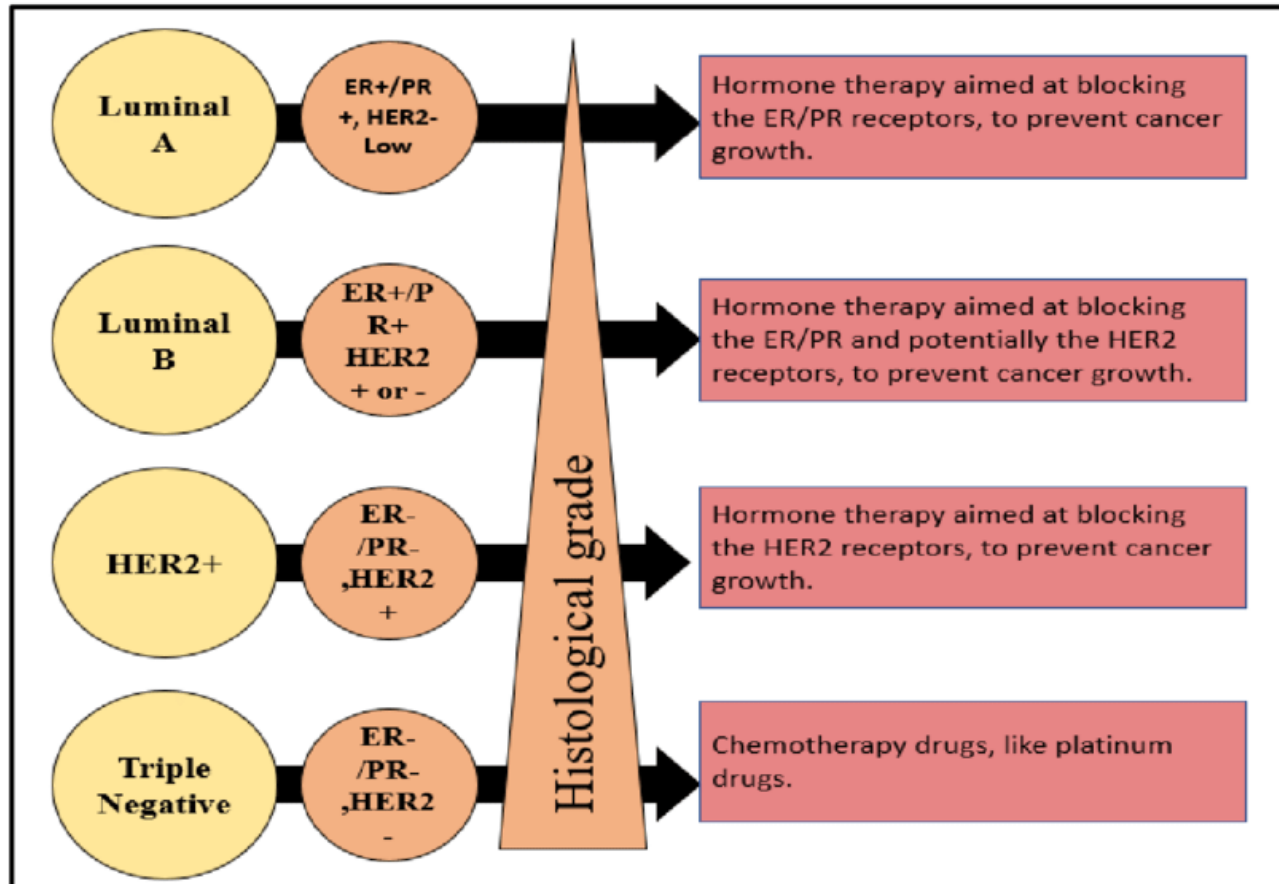 Luminal
A
ER+/PR
+, HER2-
Low
Hormone therapy aimed at blocking
the ER/PR receptors, to prevent cancer
growth.
Luminal
B
ER+/P
R+
HER2
+ or -
Hormone therapy aimed at blocking
the ER/PR and potentially the HER2
receptors, to prevent cancer growth.
HER2+
ER-
/PR-
,HER2
+
Hormone therapy aimed at blocking
the HER2 receptors, to prevent cancer
growth.
Triple
Negative
ER-
/PR-
,HER2
-
Chemotherapy drugs, like platinum
drugs.
Histological grade